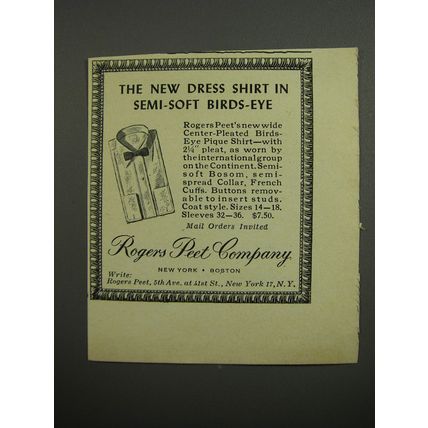 THE NEW DRESS SHIRT IN
SEMI-SOFT BIRDS-EYE
Rogers Peet's new wide
Center-Pleated Birds-
Eye Pique Shirt—with
2¼" pleat, as worn by
the international group
on the Continent. Semi-
soft Bosom, semi-
spread Collar, French
Cuffs. Buttons remov-
able to insert studs.
Coat style. Sizes 14–18.
Sleeves 32–36. $7.50.
Mail Orders Invited
Rogers Peet Company
NEW YORK • BOSTON
Write:
Rogers Peet, 5th Ave. at 41st St., New York 17, N.Y.